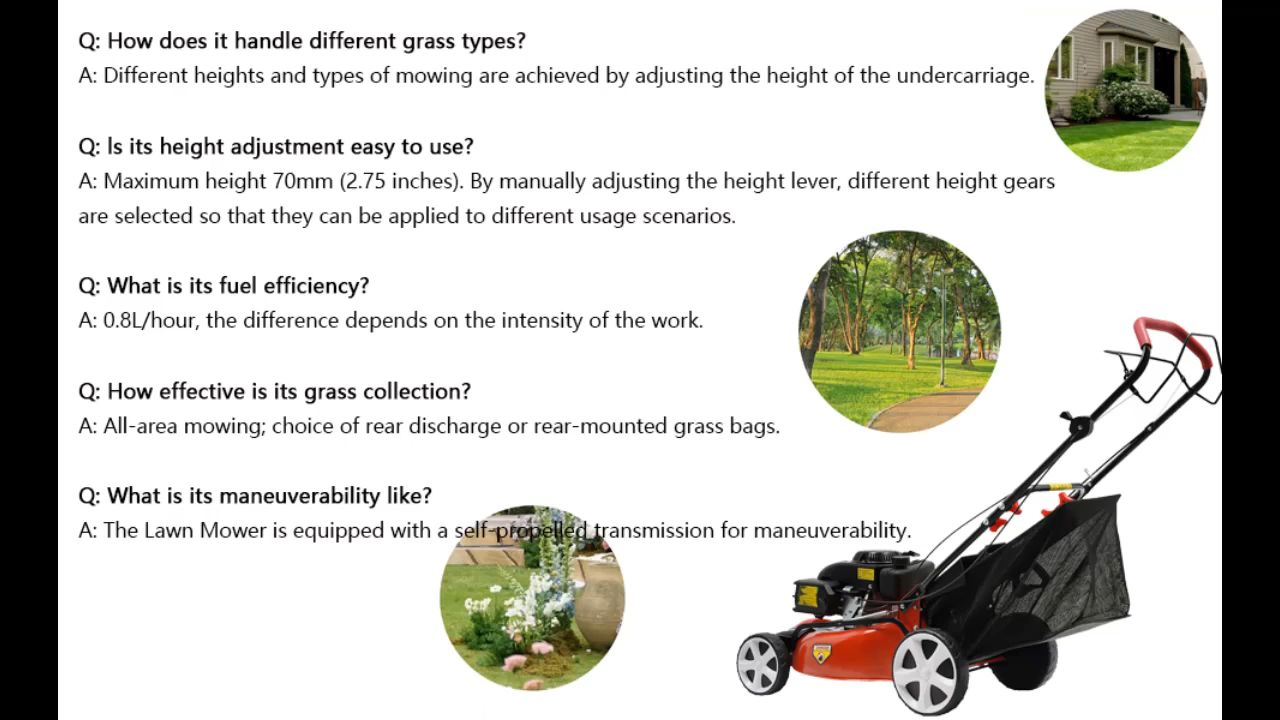 Q: How does it handle different grass types?
A: Different heights and types of mowing are achieved by adjusting the height of the undercarriage.
Q: Is its height adjustment easy to use?
A: Maximum height 70mm (2.75 inches). By manually adjusting the height lever, different height gears
are selected so that they can be applied to different usage scenarios.
Q: What is its fuel efficiency?
A: 0.8L/hour, the difference depends on the intensity of the work.
Q: How effective is its grass collection?
A: All-area mowing; choice of rear discharge or rear-mounted grass bags.
Q: What is its maneuverability like?
A: The Lawn Mower is equipped with a self-propelled transmission for maneuverability.